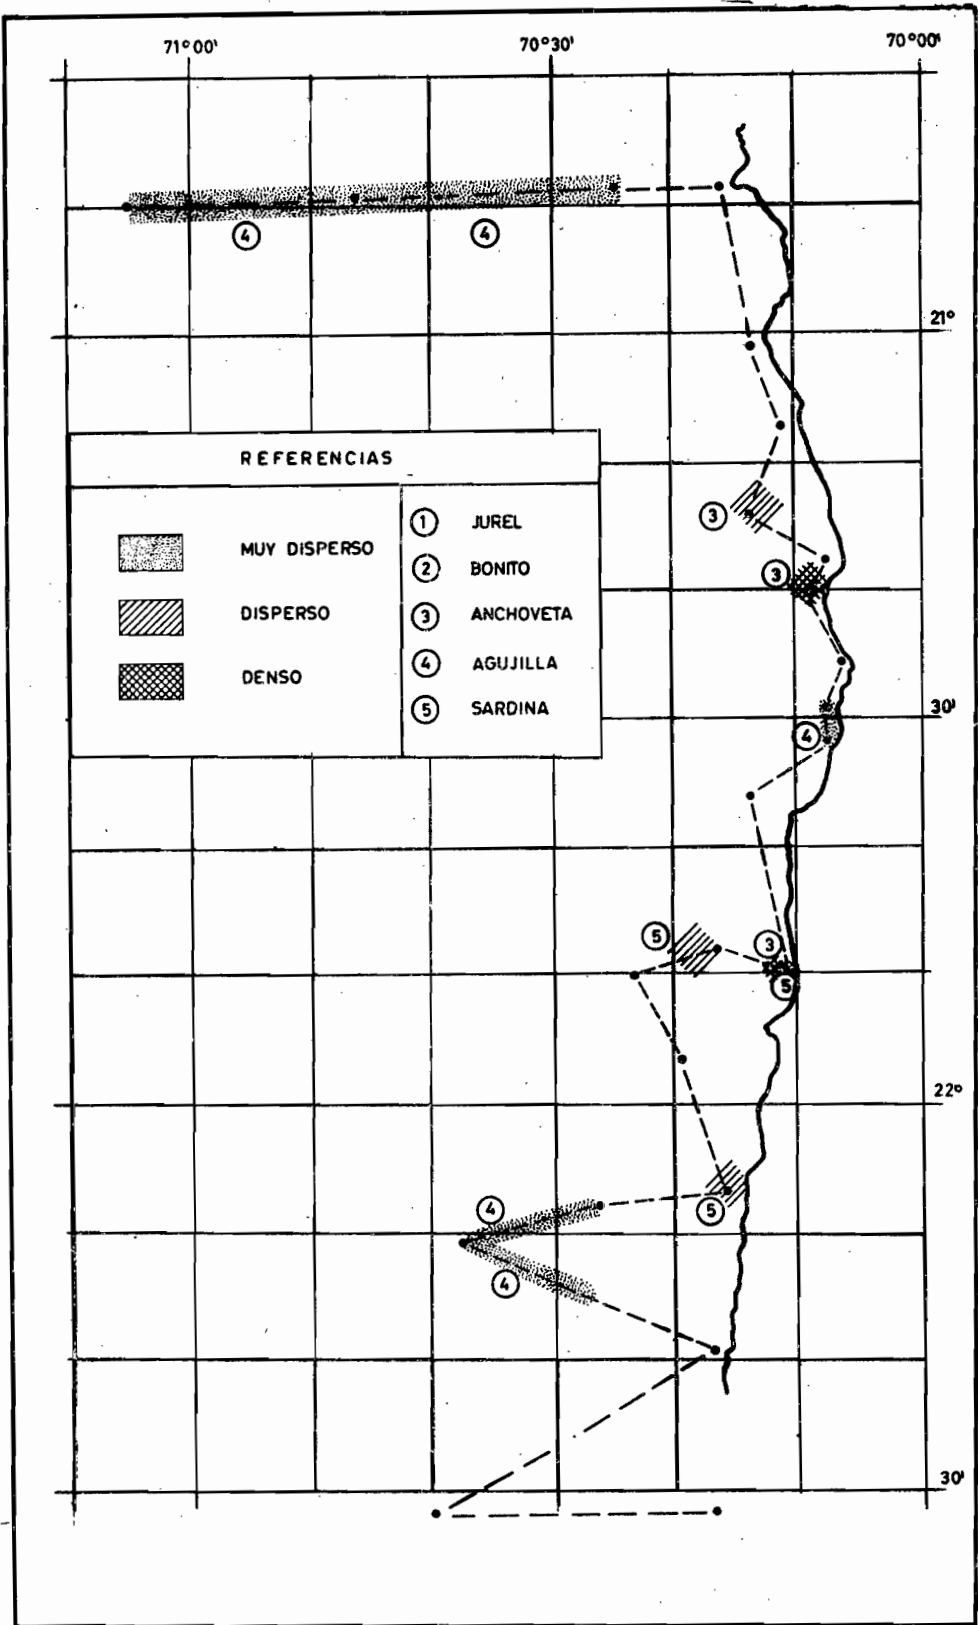 71°00' 70°30' 70°00'
④ ④
21°
REFERENCIAS
MUY DISPERSO
DISPERSO
DENSO
① JUREL
② BONITO
③ ANCHOVETA
④ AGUJILLA
⑤ SARDINA
③
③
30'
④
⑤ ③
⑤
22°
④ ⑤
④
30'